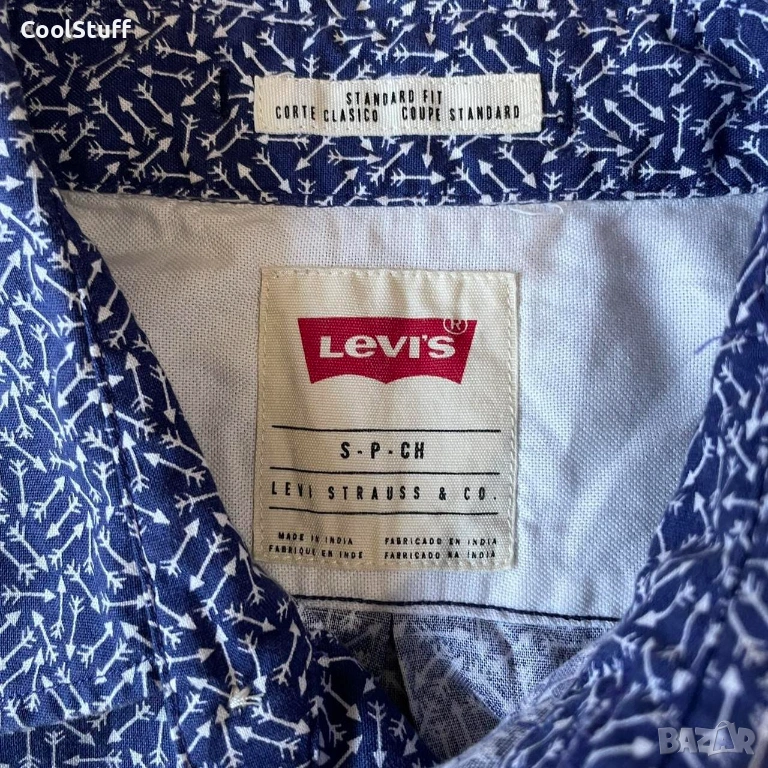 CoolStuff
STANDARD FIT
CORTE CLASICO COUPE STANDARD
LEVI'S®
S-P-CH
LEVI STRAUSS & CO.
MADE IN INDIA FABRICADO EN INDIA
FABRIQUE EN INDE FABRICADO NA INDIA
BAZAR